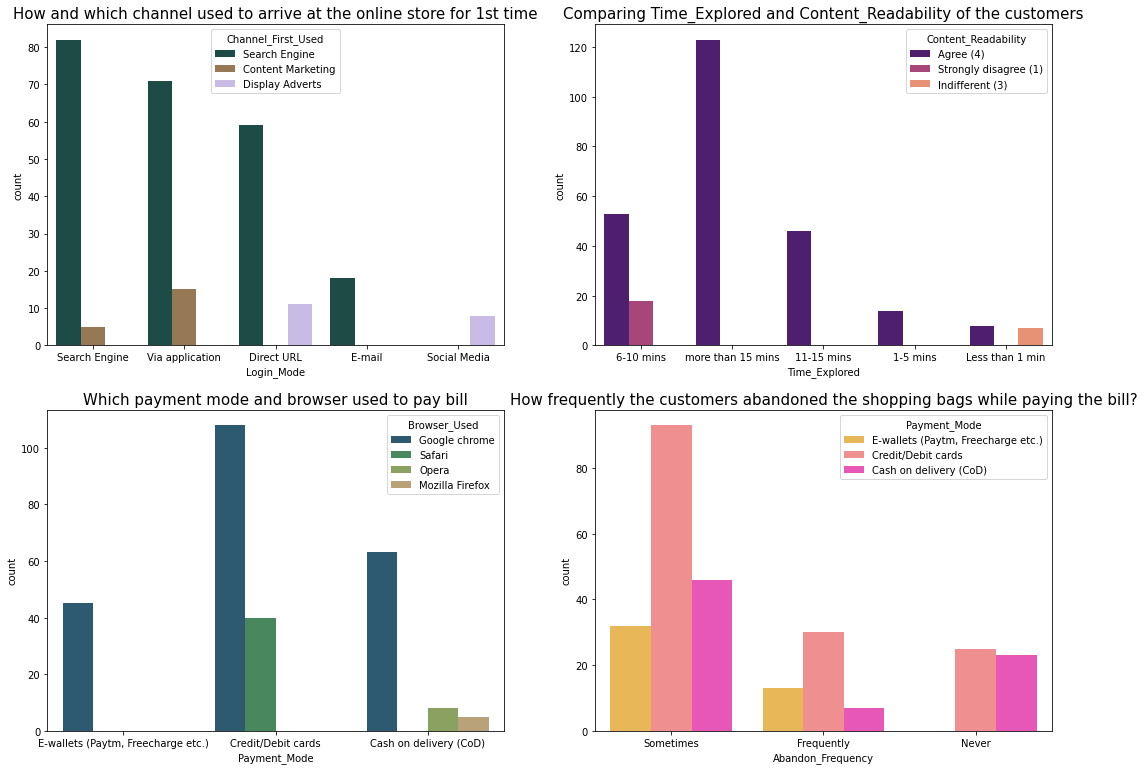 How and which channel used to arrive at the online store for 1st time
Channel_First_Used
Search Engine
Content Marketing
Display Adverts
count
80
70
60
50
40
30
20
10
0
Search Engine Via application Direct URL E-mail Social Media
Login_Mode
Comparing Time_Explored and Content_Readability of the customers
Content_Readability
Agree (4)
Strongly disagree (1)
Indifferent (3)
count
120
100
80
60
40
20
0
6-10 mins more than 15 mins 11-15 mins 1-5 mins Less than 1 min
Time_Explored
Which payment mode and browser used to pay bill
Browser_Used
Google chrome
Safari
Opera
Mozilla Firefox
count
100
80
60
40
20
0
E-wallets (Paytm, Freecharge etc.) Credit/Debit cards Cash on delivery (CoD)
Payment_Mode
How frequently the customers abandoned the shopping bags while paying the bill?
Payment_Mode
E-wallets (Paytm, Freecharge etc.)
Credit/Debit cards
Cash on delivery (CoD)
count
80
60
40
20
0
Sometimes Frequently Never
Abandon_Frequency